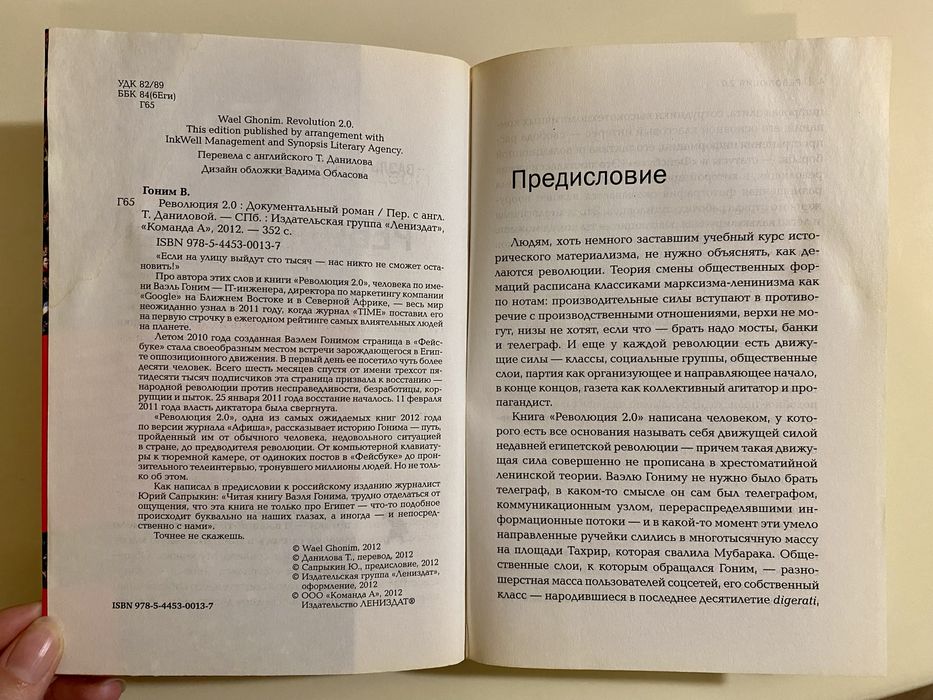 УДК 82/89
ББК 84(6Еги)
Г65
Wael Ghonim. Revolution 2.0.
This edition published by arrangement with
InkWell Management and Synopsis Literary Agency.
Перевела с английского Т. Данилова
Дизайн обложки Вадима Обласова
Гоним В.
Г65 Революция 2.0 : Документальный роман / Пер. с англ.
Т. Даниловой. — СПб. : Издательская группа «Лениздат»,
«Команда А», 2012. — 352 с.
ISBN 978-5-4453-0013-7
«Если на улицу выйдут сто тысяч — нас никто не сможет оста-
новить!»
Про автора этих слов и книги «Революция 2.0», человека по име-
ни Ваэль Гоним — IT-инженера, директора по маркетингу компании
«Google» на Ближнем Востоке и в Северной Африке, — весь мир
неожиданно узнал в 2011 году, когда журнал «TIME» поставил его
на первую строчку в ежегодном рейтинге самых влиятельных людей
на планете.
Летом 2010 года созданная Ваэлем Гонимом страница в «Фейс-
буке» стала своеобразным местом встречи зарождающегося в Егип-
те оппозиционного движения. В первый день ее посетило чуть более
десяти человек. Всего шесть месяцев спустя от имени трехсот пя-
тидесяти тысяч подписчиков эта страница призвала к восстанию —
народной революции против несправедливости, безработицы, кор-
рупции и пыток. 25 января 2011 года восстание началось. 11 февраля
2011 года власть диктатора была свергнута.
«Революция 2.0», одна из самых ожидаемых книг 2012 года
по версии журнала «Афиша», рассказывает историю Гонима — путь,
пройденный им от обычного человека, недовольного ситуацией
в стране, до предводителя революции. От компьютерной клавиату-
ры к тюремной камере, от одиноких постов в «Фейсбуке» до прон-
зительного телеинтервью, тронувшего миллионы людей. Но не толь-
ко об этом.
Как написал в предисловии к российскому изданию журналист
Юрий Сапрыкин: «Читая книгу Ваэля Гонима, трудно отделаться от
ощущения, что эта книга не только про Египет — что-то подобное
происходит буквально на наших глазах, а иногда — и непосред-
ственно с нами».
Точнее не скажешь.
© Wael Ghonim, 2012
© Данилова Т., перевод, 2012
© Сапрыкин Ю., предисловие, 2012
© Издательская группа «Лениздат»,
оформление, 2012
© ООО «Команда А», 2012
ISBN 978-5-4453-0013-7 Издательство ЛЕНИЗДАТ®
Предисловие
Людям, хоть немного заставшим учебный курс исто-
рического материализма, не нужно объяснять, как де-
лаются революции. Теория смены общественных фор-
маций расписана классиками марксизма-ленинизма как
по нотам: производительные силы вступают в противо-
речие с производственными отношениями, верхи не мо-
гут, низы не хотят, если что — брать надо мосты, банки
и телеграф. И еще у каждой революции есть движу-
щие силы — классы, социальные группы, общественные
слои, партия как организующее и направляющее начало,
в конце концов, газета как коллективный агитатор и про-
пагандист.
Книга «Революция 2.0» написана человеком, у кото-
рого есть все основания называть себя движущей силой
недавней египетской революции — причем такая движу-
щая сила совершенно не прописана в хрестоматийной
ленинской теории. Ваэлю Гониму не нужно было брать
телеграф, в каком-то смысле он сам был телеграфом,
коммуникационным узлом, перераспределявшими ин-
формационные потоки — и в какой-то момент эти умело
направленные ручейки слились в многотысячную массу
на площади Тахрир, которая свалила Мубарака. Обще-
ственные слои, к которым обращался Гоним, — разно-
шерстная масса пользователей соцсетей, его собственный
класс — народившиеся в последнее десятилетие digerati,